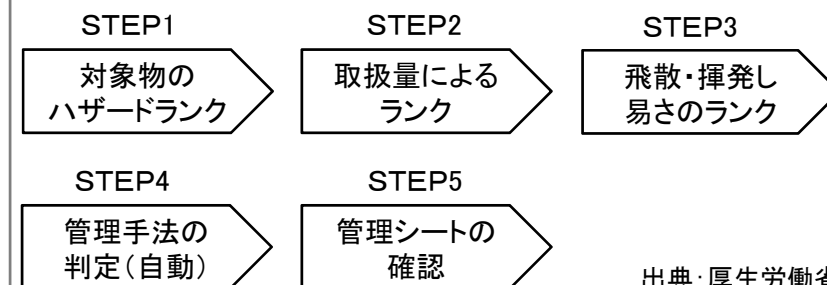 STEP1
対象物の
ハザードランク
STEP2
取扱量による
ランク
STEP3
飛散・揮発し
易さのランク
STEP4
管理手法の
判定(自動)
STEP5
管理シートの
確認
出典:厚生労働省